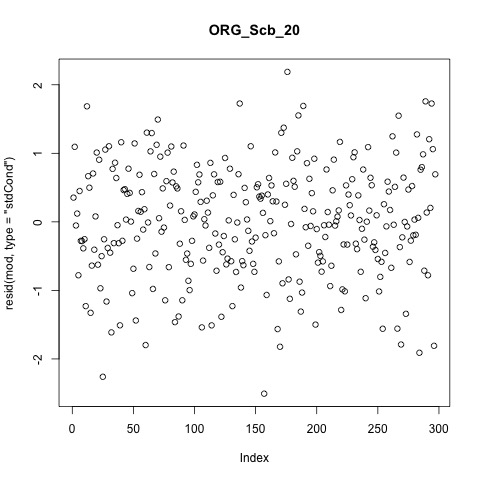 ORG_Scb_20
resid(mod, type = "stdCond")
2
1
0
-1
-2
0 50 100 150 200 250 300
Index